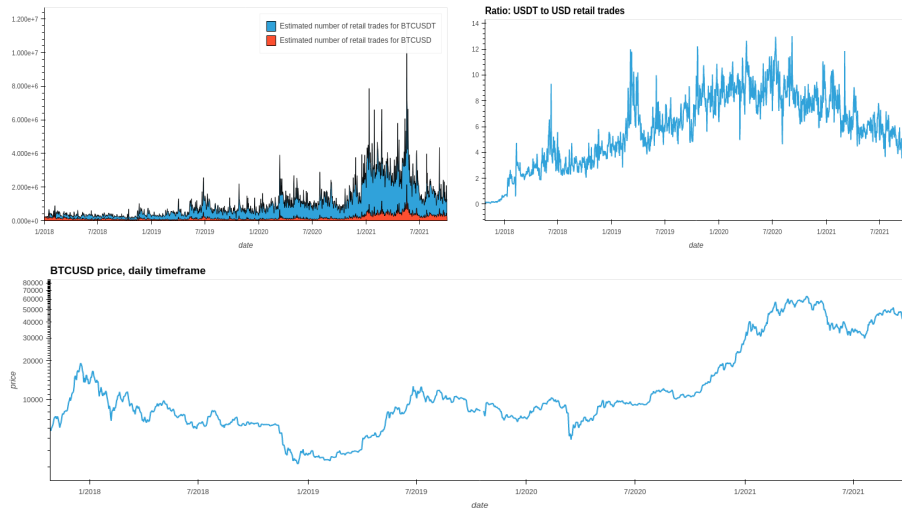 1.200e+7
1.000e+7
8.000e+6
6.000e+6
4.000e+6
2.000e+6
0.000e+0
Estimated number of retail trades for BTCUSDT
Estimated number of retail trades for BTCUSD
1/2018 7/2018 1/2019 7/2019 1/2020 7/2020 1/2021 7/2021
date
Ratio: USDT to USD retail trades
14
12
10
8
6
4
2
0
1/2018 7/2018 1/2019 7/2019 1/2020 7/2020 1/2021 7/2021
date
BTCUSD price, daily timeframe
price
80000
70000
60000
50000
40000
30000
20000
10000
1/2018 7/2018 1/2019 7/2019 1/2020 7/2020 1/2021 7/2021
date